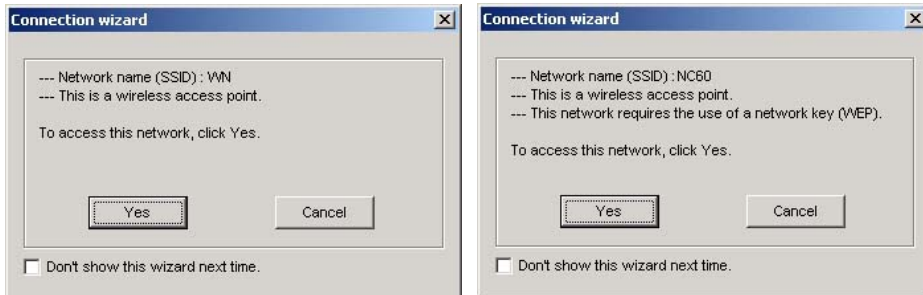 Connection wizard
--- Network name (SSID) : WN
--- This is a wireless access point.
To access this network, click Yes.
Yes Cancel
Don't show this wizard next time.
Connection wizard
--- Network name (SSID) : NC60
--- This is a wireless access point.
--- This network requires the use of a network key (WEP).
To access this network, click Yes.
Yes Cancel
Don't show this wizard next time.